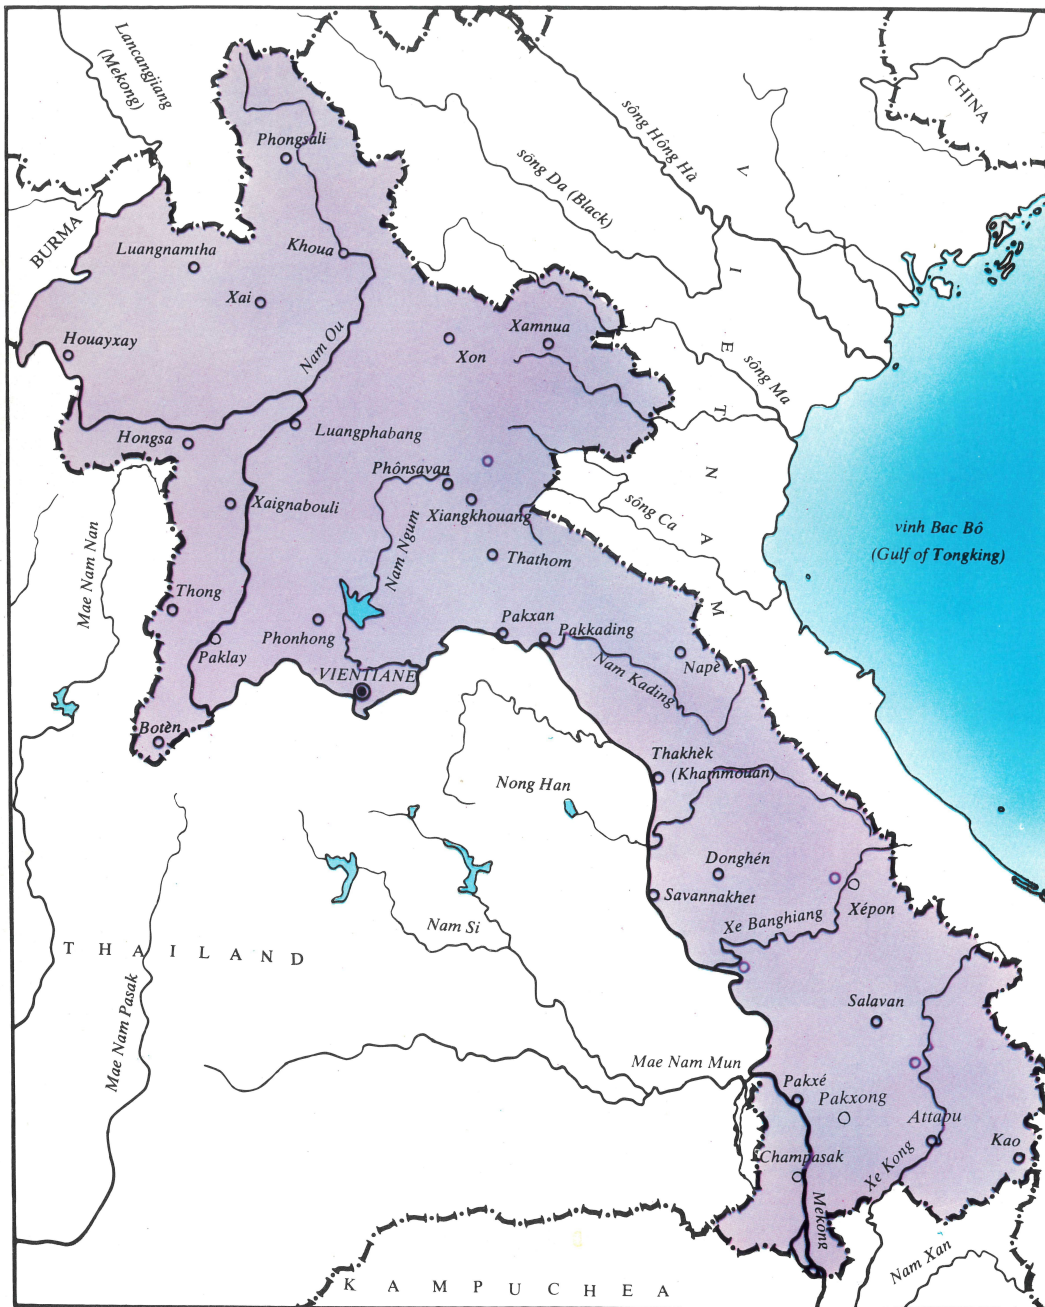 Lancangjiang
(Mekong)
CHINA
sông Hông Hà
sông Da (Black)
V
I
E
T
N
A
M
Phongsali
BURMA
Luangnamtha
Khoua
Xai
Nam Ou
Houayxay
Xon
Xamnua
sông Ma
Hongsa
Luangphabang
Phônsavan
Xaignabouli
Xiangkhouang
sông Ca
Nam Ngum
Mae Nam Nan
Thathom
vinh Bac Bô
(Gulf of Tongking)
Thong
Phonhong
Pakxan
Pakkading
Paklay
Napè
Nam Kading
VIENTIANE
Botèn
Thakhèk
(Khammouan)
Nong Han
Donghén
Savannakhet
Xe Banghiang
Xépon
Nam Si
THAILAND
Mae Nam Pasak
Salavan
Mae Nam Mun
Pakxé
Pakxong
Attapu
Kao
Champasak
Xe Kong
Mekong
Nam Xan
KAMPUCHEA